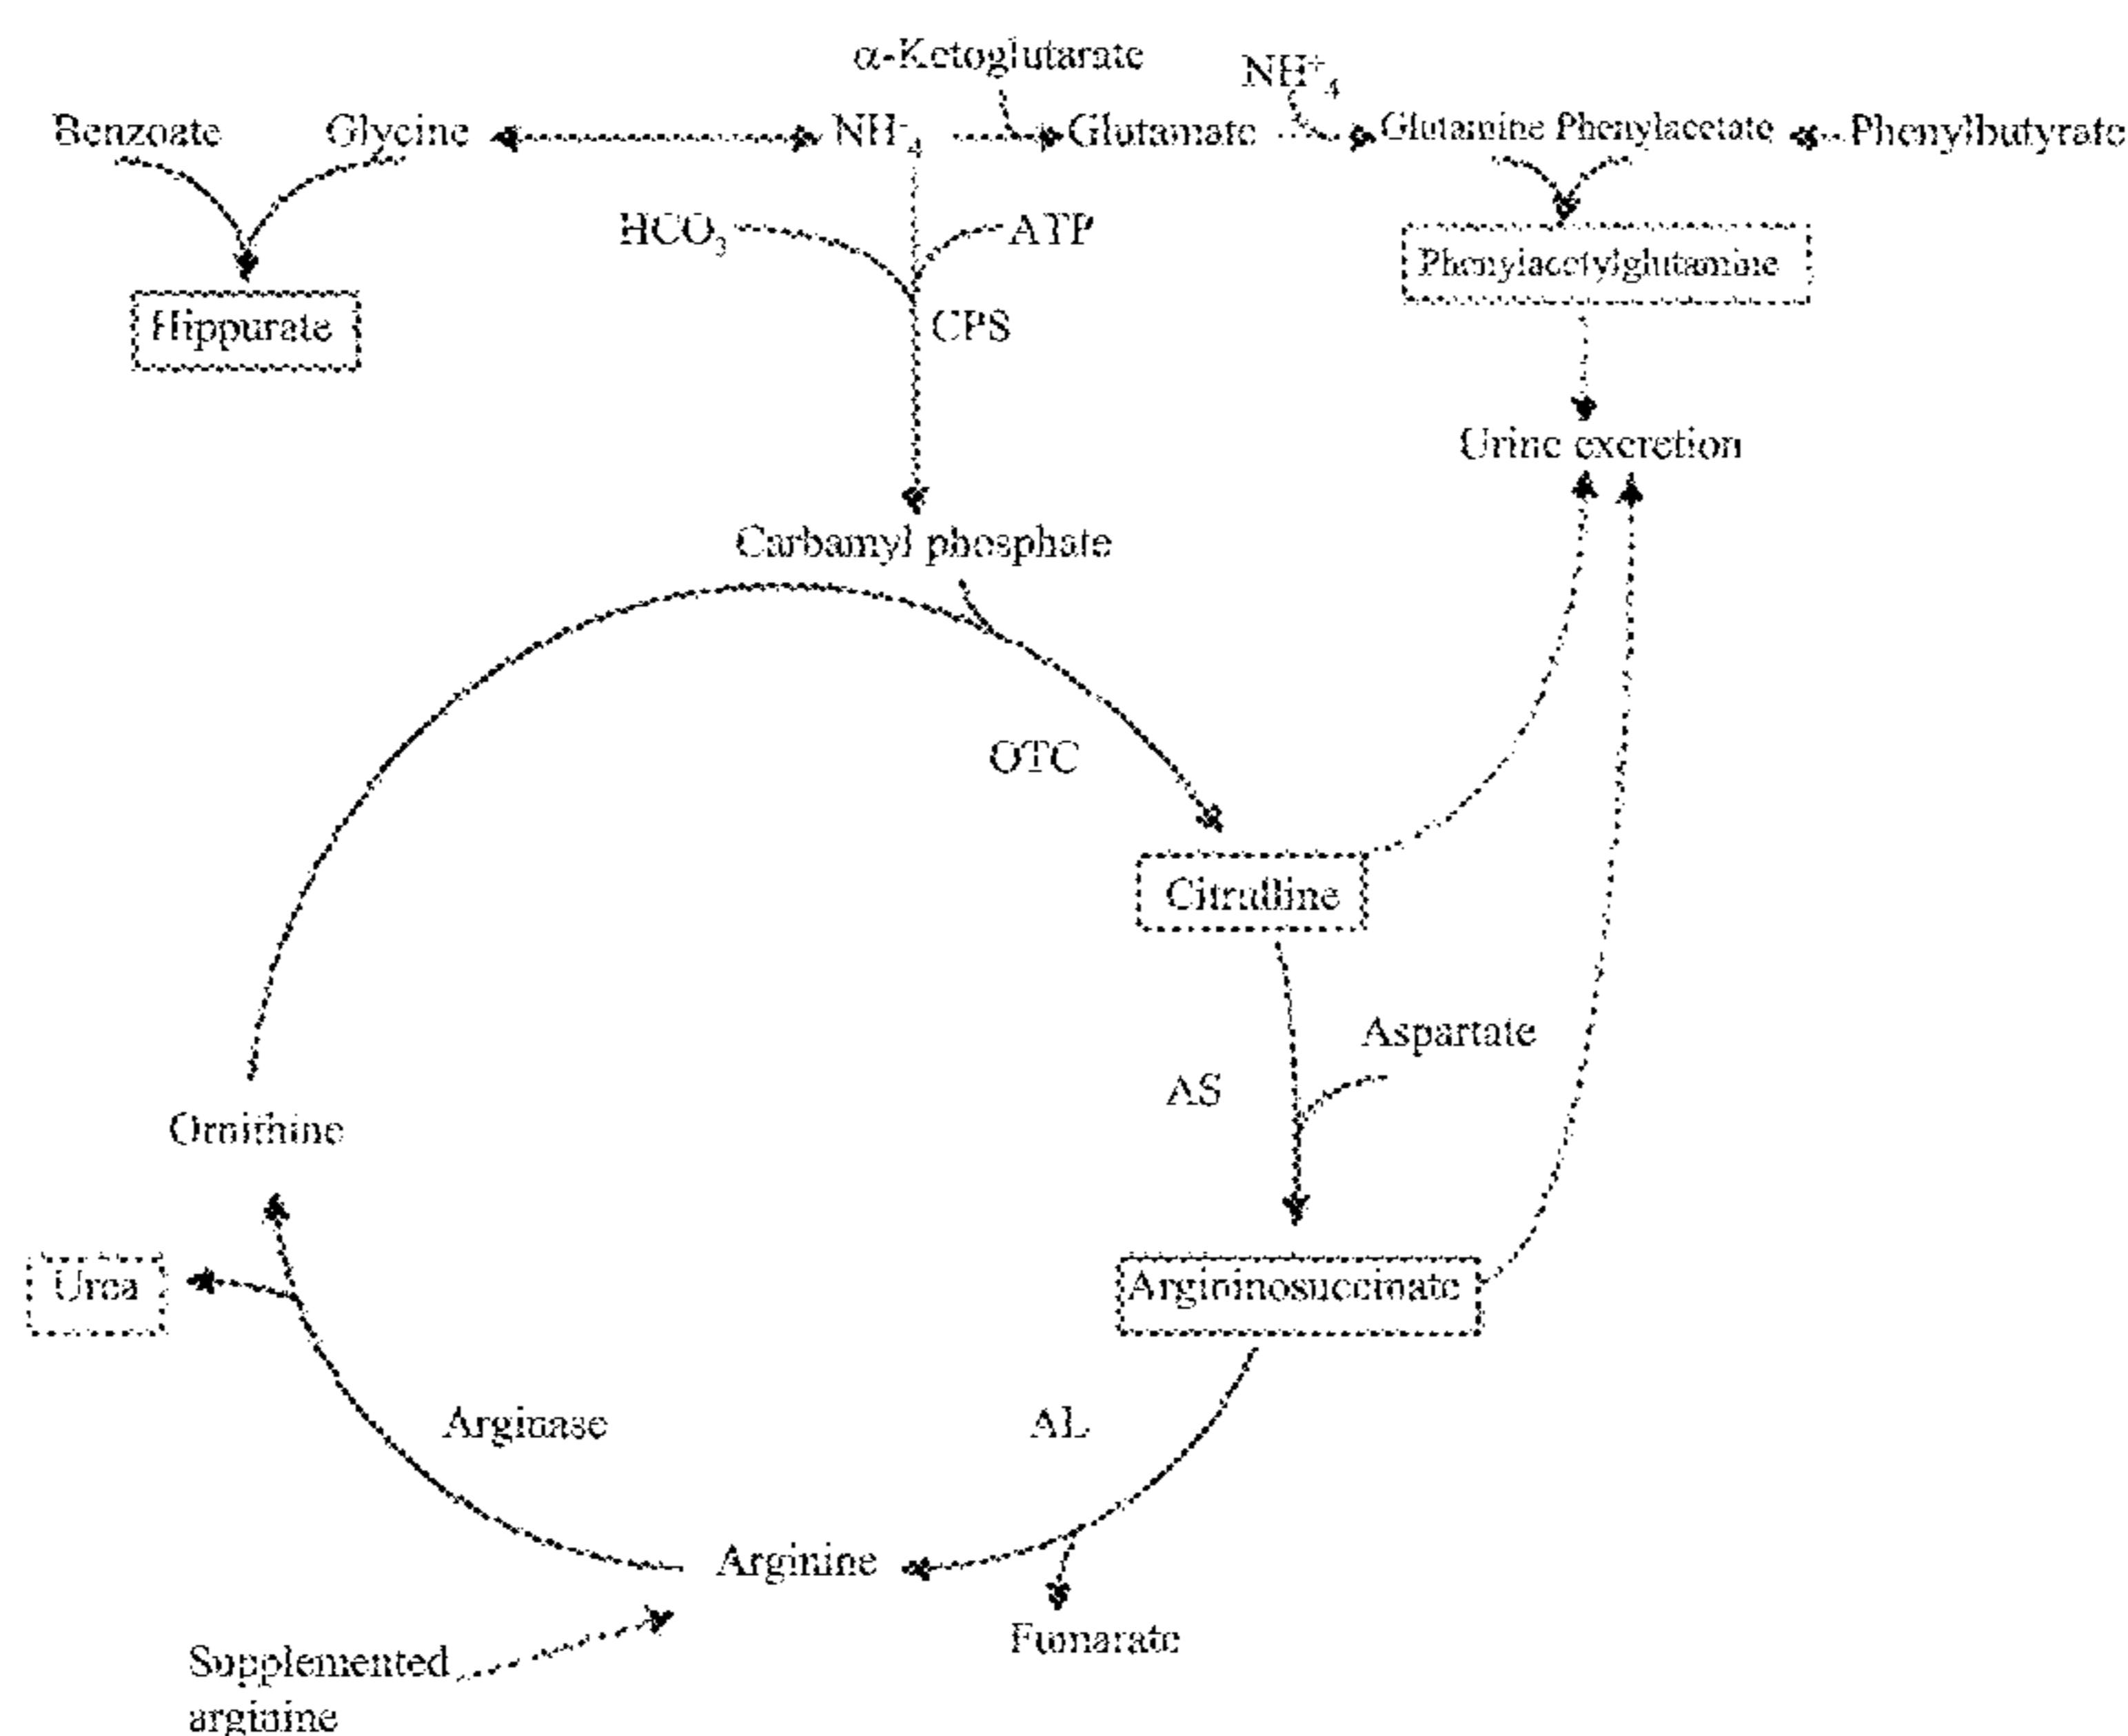 α-Ketoglutarate
NH⁺₄
Benzoate
Glycine
NH⁺₄
Glutamate
Glutamine Phenylacetate
Phenylbutyrate
HCO₃
ATP
Phenylacetylglutamine
Hippurate
CPS
Urine excretion
Carbamyl phosphate
OTC
Citrulline
Aspartate
AS
Ornithine
Urea
Argininosuccinate
Arginase
AL
Arginine
Fumarate
Supplemented
arginine